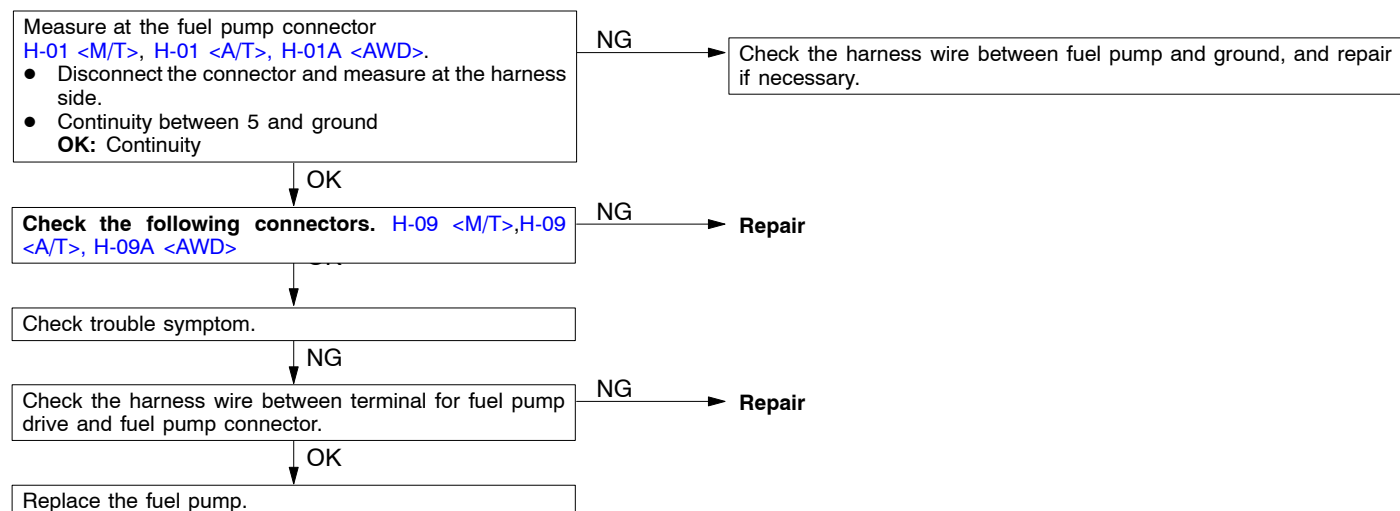 Measure at the fuel pump connector
H-01 <M/T>, H-01 <A/T>, H-01A <AWD>.
● Disconnect the connector and measure at the harness
side.
● Continuity between 5 and ground
OK: Continuity
NG
Check the harness wire between fuel pump and ground, and repair
if necessary.
OK
Check the following connectors. H-09 <M/T>,H-09
<A/T>, H-09A <AWD>
NG
Repair
Check trouble symptom.
NG
Check the harness wire between terminal for fuel pump
drive and fuel pump connector.
NG
Repair
OK
Replace the fuel pump.